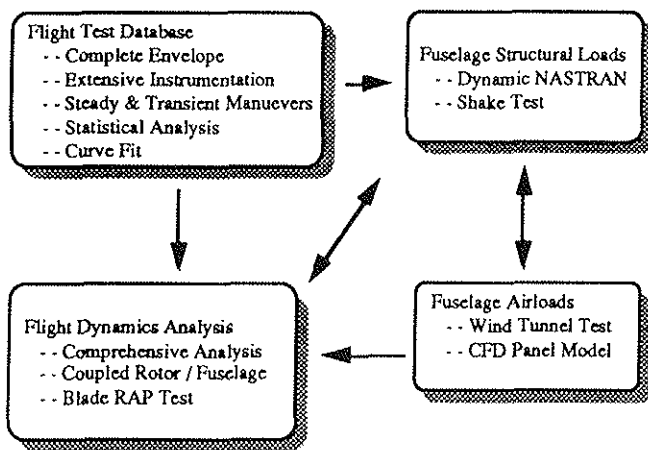 Flight Test Database
- - Complete Envelope
- - Extensive Instrumentation
- - Steady & Transient Manuevers
- - Statistical Analysis
- - Curve Fit
Fuselage Structural Loads
- - Dynamic NASTRAN
- - Shake Test
Flight Dynamics Analysis
- - Comprehensive Analysis
- - Coupled Rotor / Fuselage
- - Blade RAP Test
Fuselage Airloads
- - Wind Tunnel Test
- - CFD Panel Model